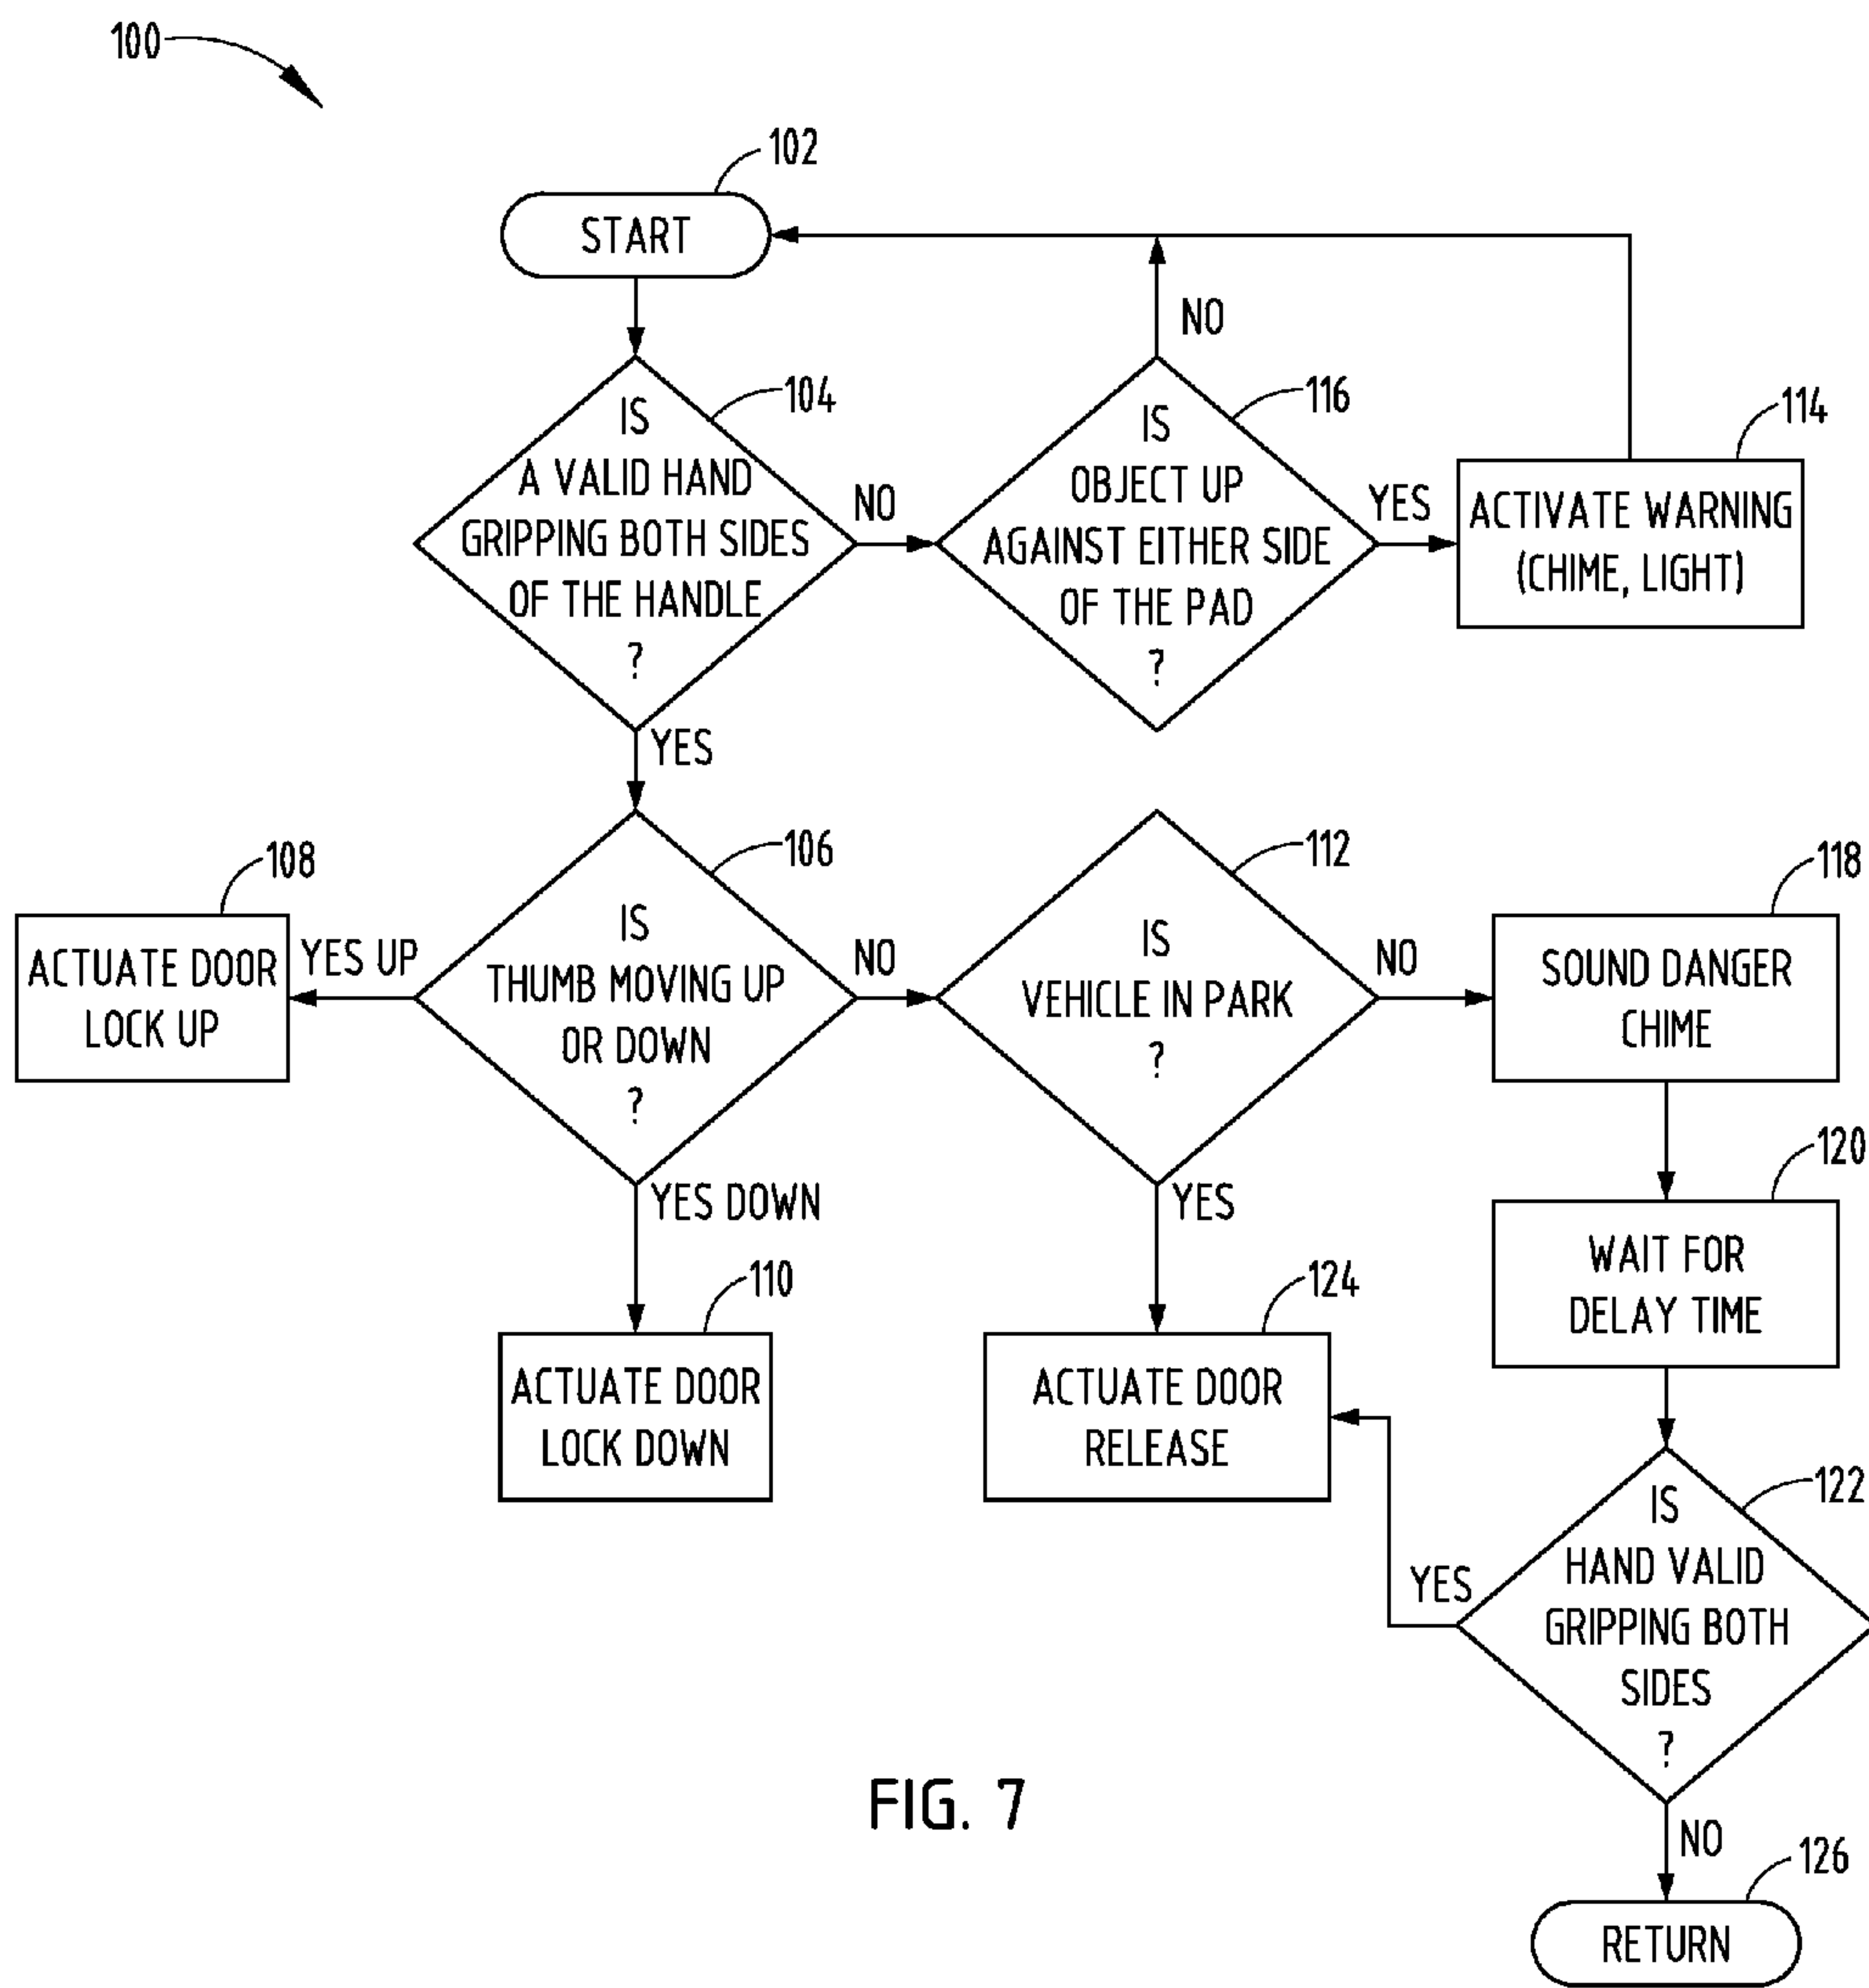 100
102
START
104
IS
A VALID HAND
GRIPPING BOTH SIDES
OF THE HANDLE
?
NO
116
IS
OBJECT UP
AGAINST EITHER SIDE
OF THE PAD
?
NO
YES
114
ACTIVATE WARNING
(CHIME, LIGHT)
YES
106
IS
THUMB MOVING UP
OR DOWN
?
YES UP
108
ACTUATE DOOR
LOCK UP
NO
112
IS
VEHICLE IN PARK
?
NO
118
SOUND DANGER
CHIME
YES DOWN
110
ACTUATE DOOR
LOCK DOWN
YES
124
ACTUATE DOOR
RELEASE
120
WAIT FOR
DELAY TIME
122
IS
HAND VALID
GRIPPING BOTH
SIDES
?
YES
NO
126
RETURN
FIG. 7